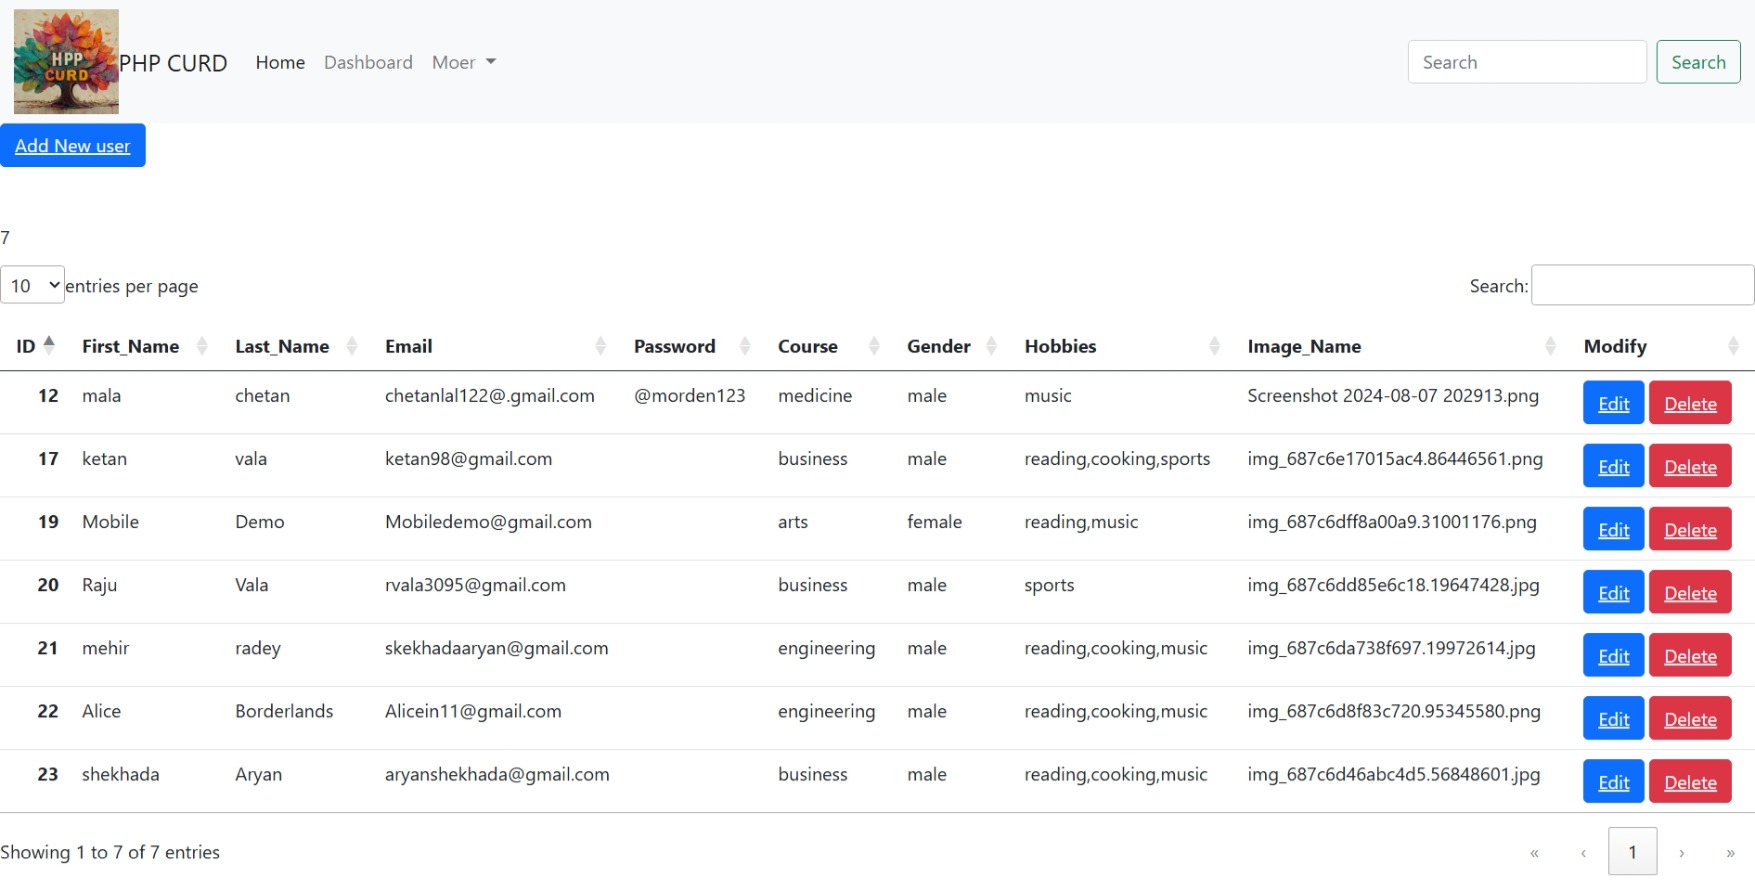 HPP
CURD
PHP CURD Home Dashboard Moer Search Search
Add New user
7
10 entries per page Search:
ID First_Name Last_Name Email Password Course Gender Hobbies Image_Name Modify
12 mala chetan chetanlal122@.gmail.com @morden123 medicine male music Screenshot 2024-08-07 202913.png Edit Delete
17 ketan vala ketan98@gmail.com business male reading,cooking,sports img_687c6e17015ac4.86446561.png Edit Delete
19 Mobile Demo Mobiledemo@gmail.com arts female reading,music img_687c6dff8a00a9.31001176.png Edit Delete
20 Raju Vala rvala3095@gmail.com business male sports img_687c6dd85e6c18.19647428.jpg Edit Delete
21 mehir radey skekhadaaryan@gmail.com engineering male reading,cooking,music img_687c6da738f697.19972614.jpg Edit Delete
22 Alice Borderlands Alicein11@gmail.com engineering male reading,cooking,music img_687c6d8f83c720.95345580.png Edit Delete
23 shekhada Aryan aryanshekhada@gmail.com business male reading,cooking,music img_687c6d46abc4d5.56848601.jpg Edit Delete
Showing 1 to 7 of 7 entries « ‹ 1 › »